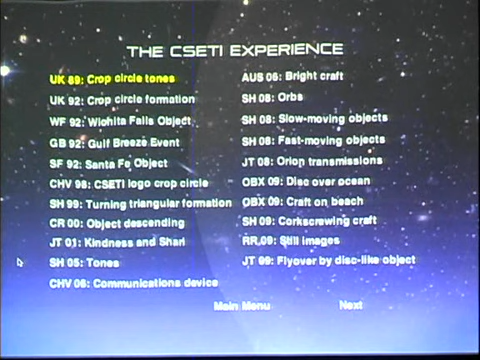 THE CSETI EXPERIENCE
UK 89: Crop circle tones
UK 92: Crop circle formation
WF 92: Wichita Falls Object
GB 92: Gulf Breeze Event
SF 92: Santa Fe Object
CHV 98: CSETI logo crop circle
SH 99: Turning triangular formation
CR 00: Object descending
JT 01: Kindness and Shari
SH 05: Tones
CHV 06: Communications device
AUS 06: Bright craft
SH 08: Orbs
SH 08: Slow-moving objects
SH 08: Fast-moving objects
JT 08: Orion transmissions
OBX 09: Disc over ocean
OBX 09: Craft on beach
SH 09: Corkscrewing craft
RR 09: Still images
JT 09: Flyover by disc-like object
Main Menu
Next